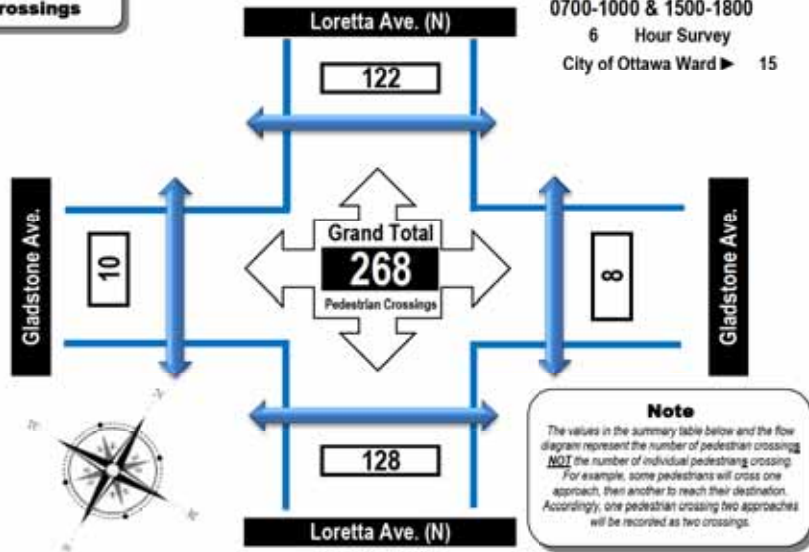 rossings
Loretta Ave. (N)
0700-1000 & 1500-1800
6 Hour Survey
City of Ottawa Ward ► 15
122
Gladstone Ave.
10
Grand Total
268
Pedestrian Crossings
8
Gladstone Ave.
128
Loretta Ave. (N)
Note
The values in the summary table below and the flow
diagram represent the number of pedestrian crossings
NOT the number of individual pedestrians crossing.
For example, some pedestrians will cross one
approach, then another to reach their destination.
Accordingly, one pedestrian crossing two approaches
will be recorded as two crossings.